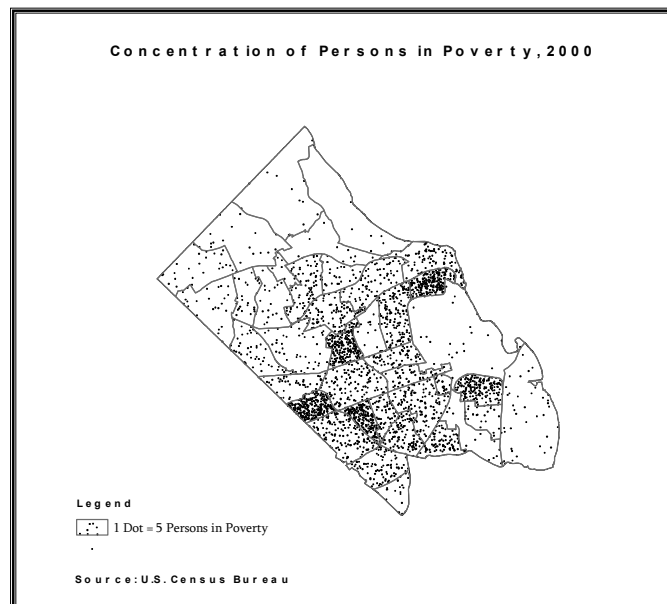 Concentration of Persons in Poverty, 2000
Legend
1 Dot = 5 Persons in Poverty
Source: U.S. Census Bureau